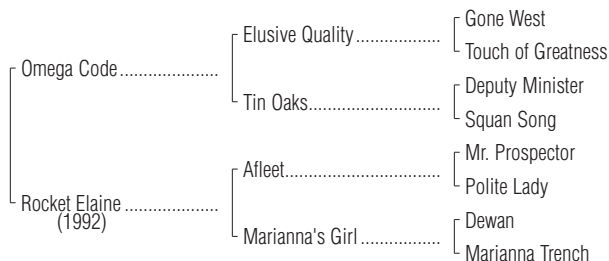 Gone West
Elusive Quality
Touch of Greatness
Omega Code
Deputy Minister
Tin Oaks
Squan Song
Mr. Prospector
Afleet
Polite Lady
Rocket Elaine
(1992)
Dewan
Marianna's Girl
Marianna Trench